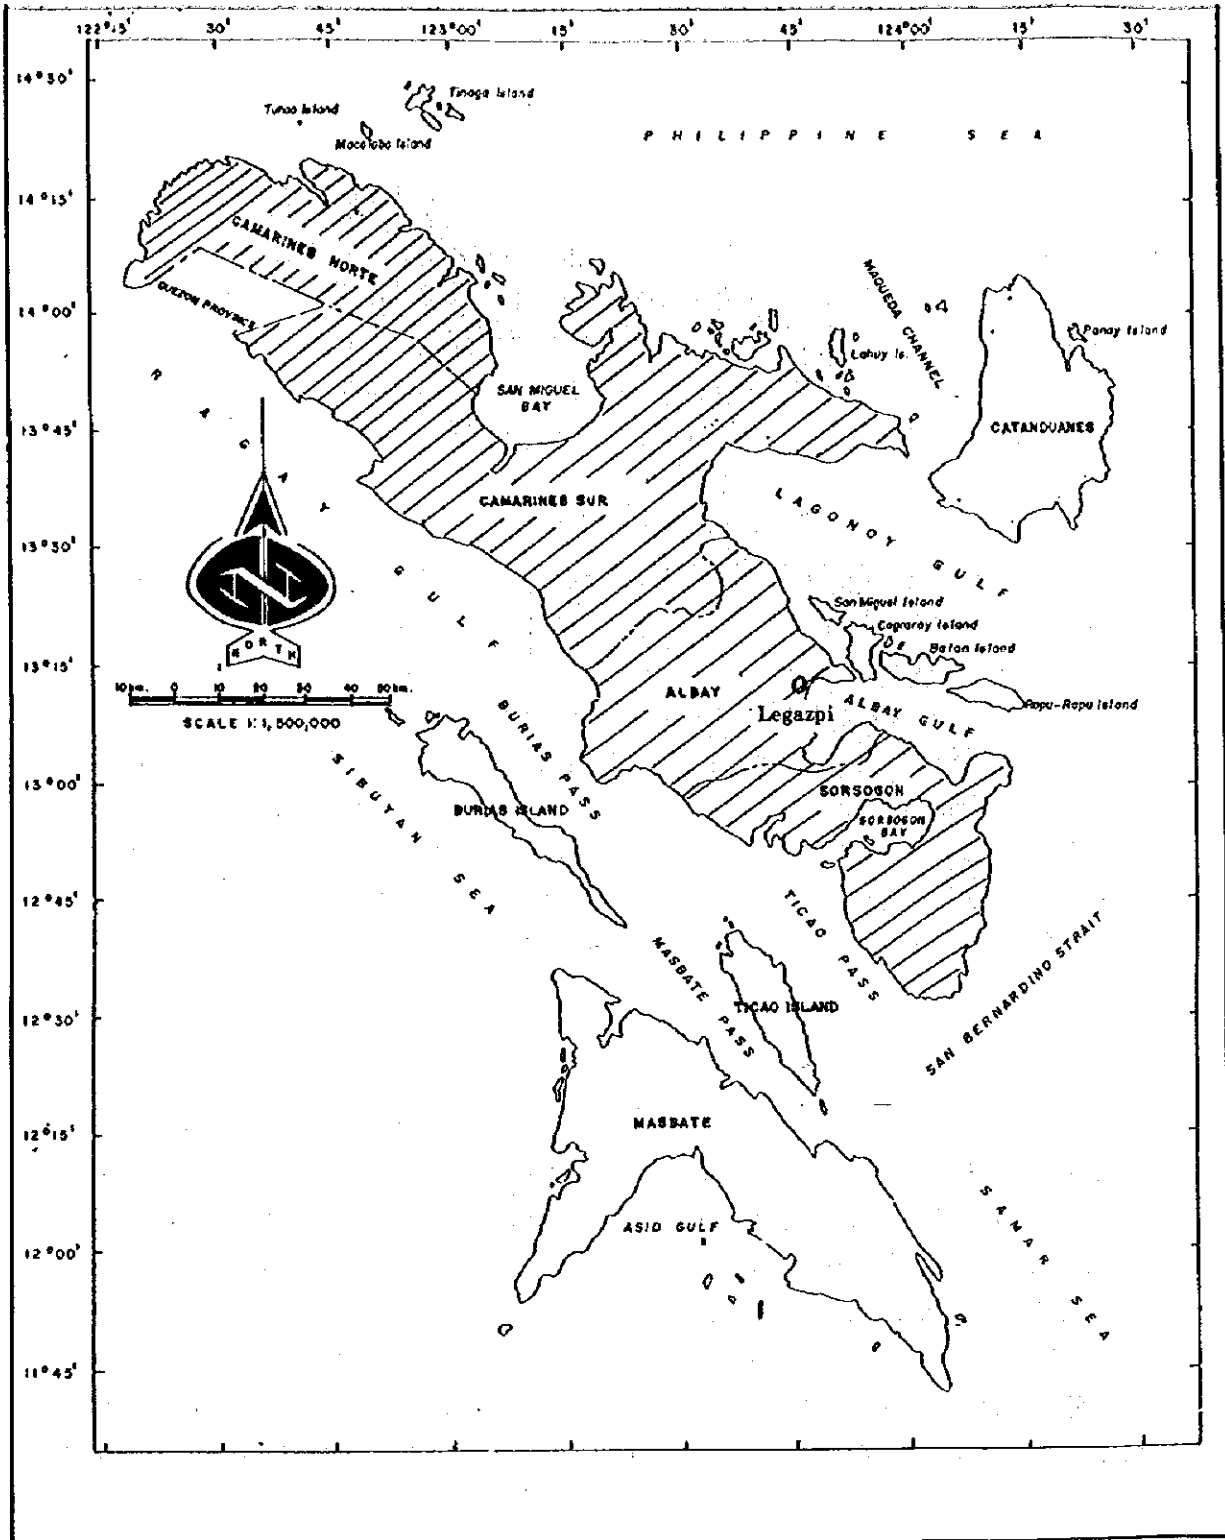 122°15' 30' 45' 123°00' 15' 30' 45' 124°00' 15' 30'
14°30'
14°15'
14°00'
13°45'
13°30'
13°15'
13°00'
12°45'
12°30'
12°15'
12°00'
11°45'
Tinaga Island
Island
Macolabo Island
PHILIPPINE SEA
CAMARINES NORTE
QUEZON PROVINCE
MAQUEDA CHANNEL
Panay Island
Lahuy Is.
SAN MIGUEL
BAY
CATANDUANES
RAGAY GULF
CAMARINES SUR
LAGONOY GULF
N
NORTH
San Miguel Island
Cagraray Island
Batan Island
10km. 0 10 20 30 40 50km.
SCALE 1:1,500,000
ALBAY
Legazpi
ALBAY GULF
Rapu-Rapu Island
BURIAS PASS
SIBUYAN SEA
BURIAS ISLAND
SORSOGON
SORSOGON
BAY
TICAO PASS
MASBATE PASS
TICAO ISLAND
SAN BERNARDINO STRAIT
MASBATE
ASID GULF
SAMAR SEA